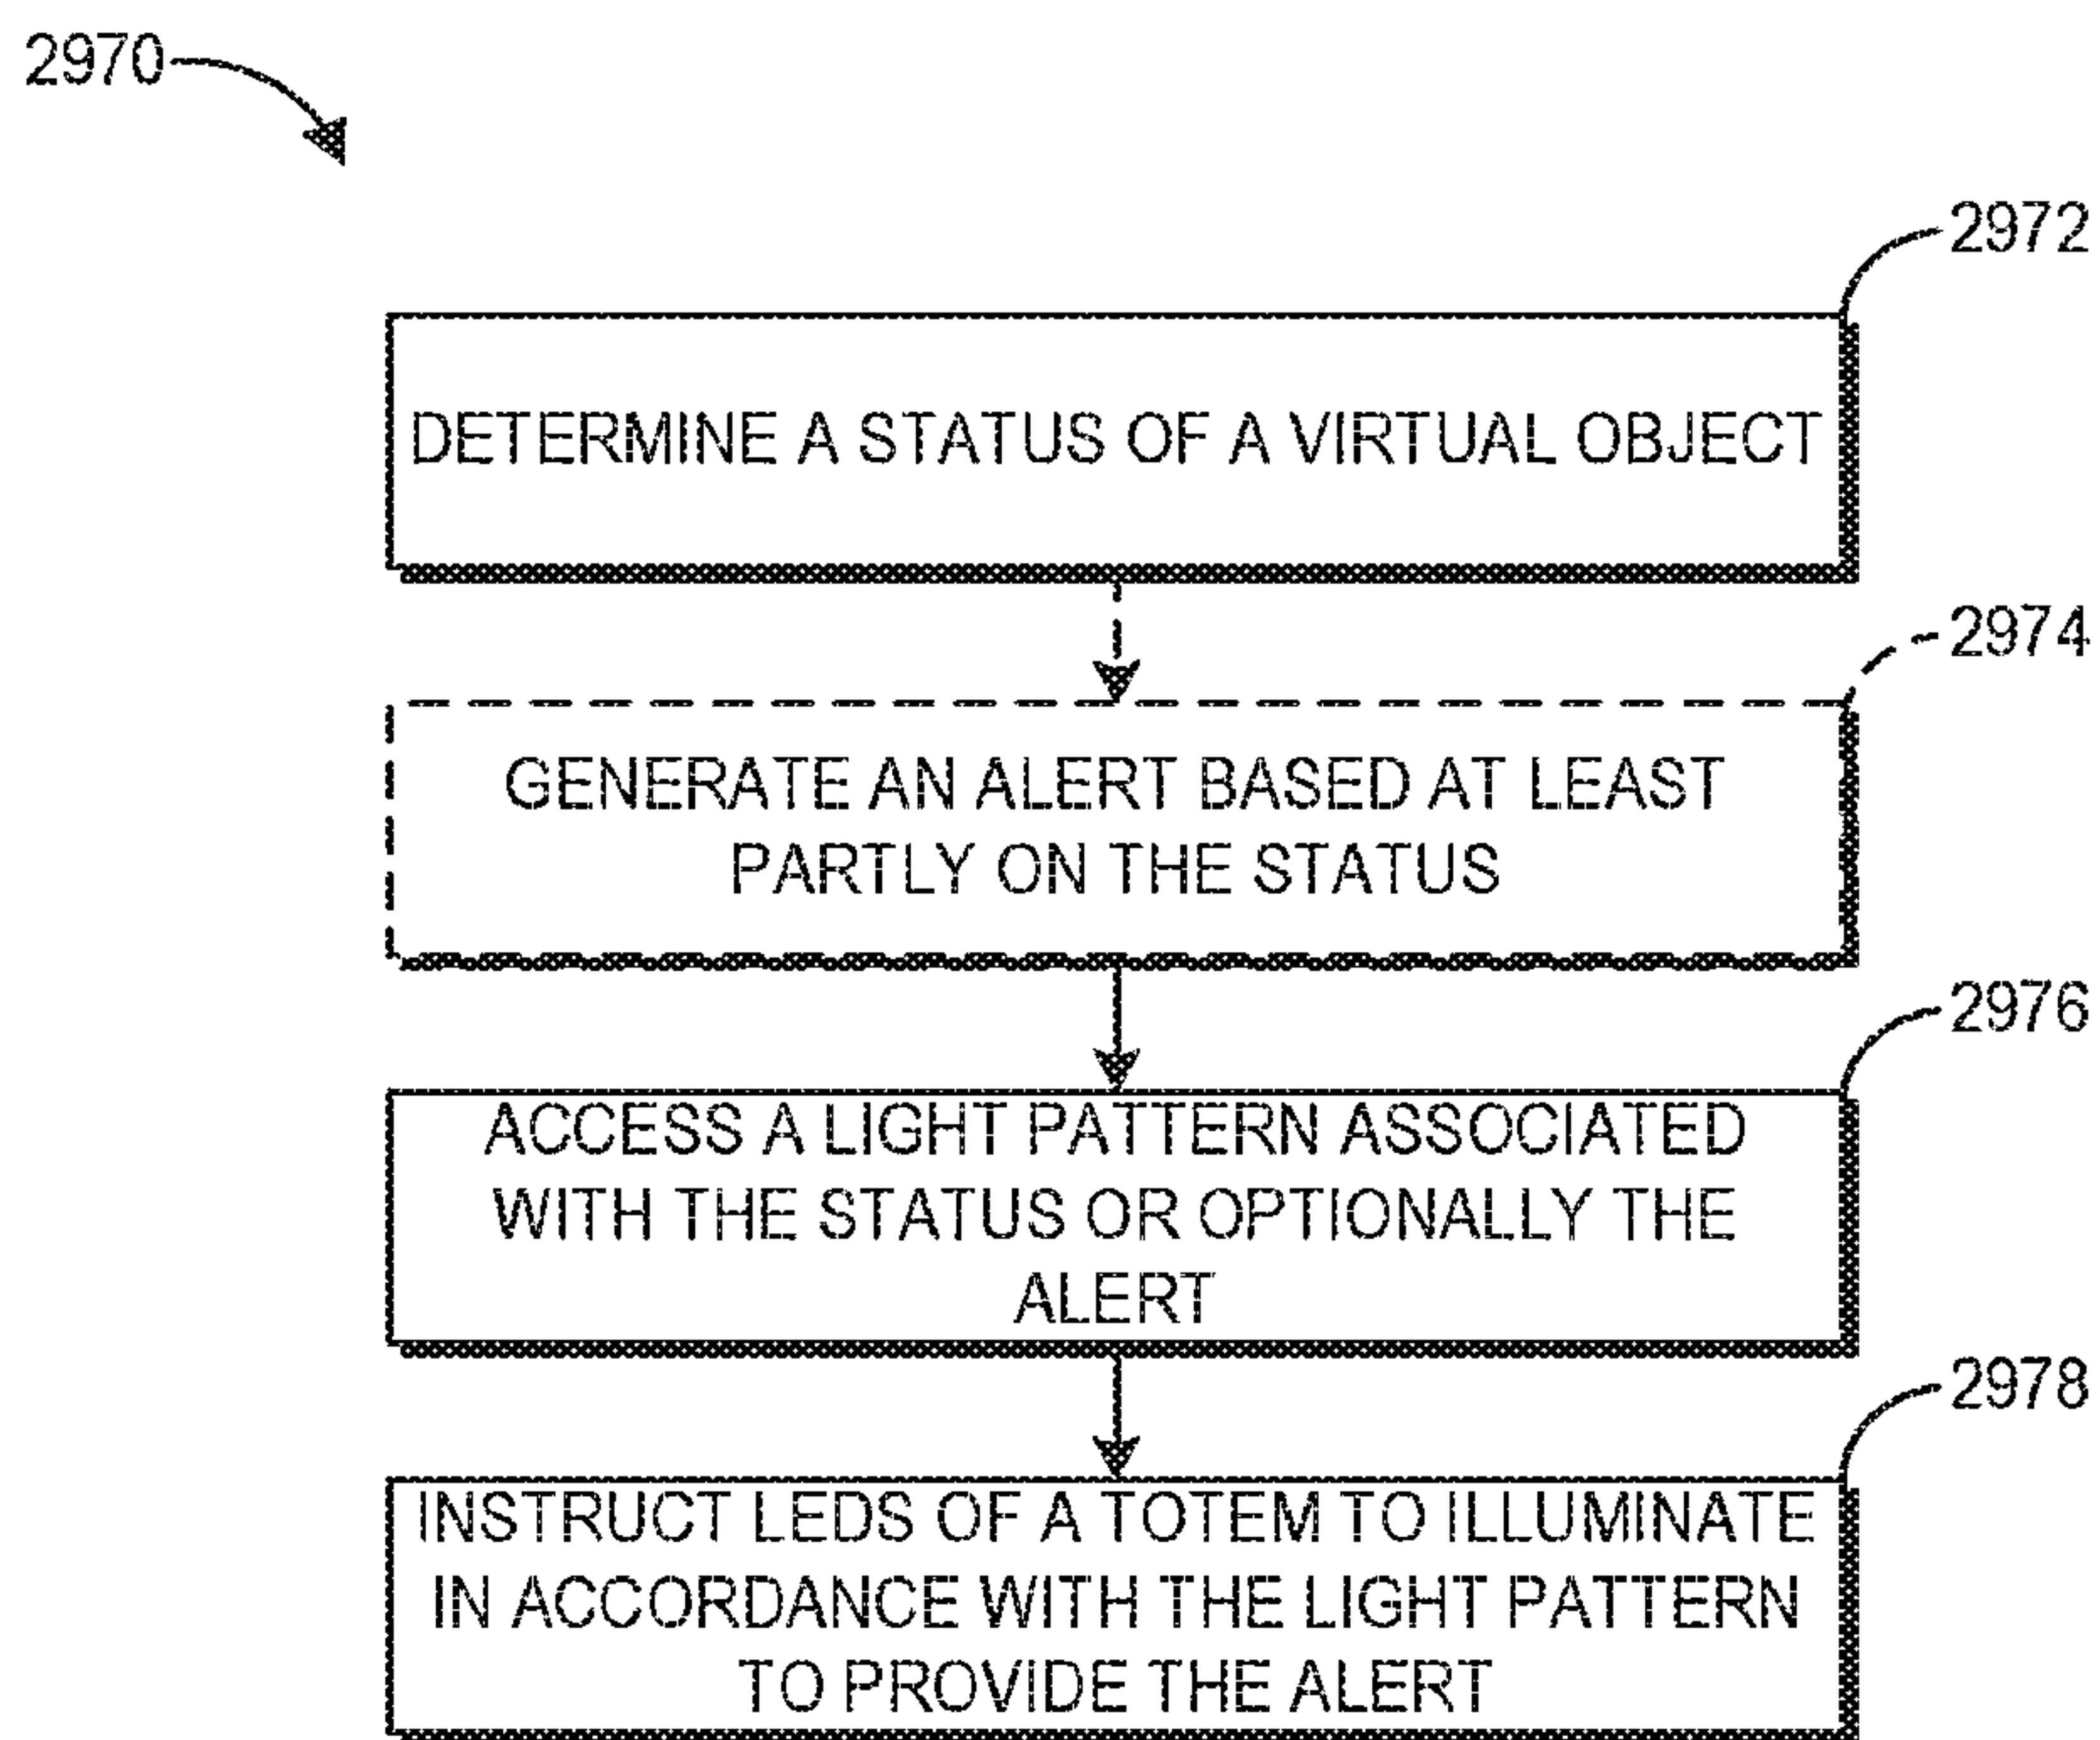 2970
2972
DETERMINE A STATUS OF A VIRTUAL OBJECT
2974
GENERATE AN ALERT BASED AT LEAST
PARTLY ON THE STATUS
2976
ACCESS A LIGHT PATTERN ASSOCIATED
WITH THE STATUS OR OPTIONALLY THE
ALERT
2978
INSTRUCT LEDS OF A TOTEM TO ILLUMINATE
IN ACCORDANCE WITH THE LIGHT PATTERN
TO PROVIDE THE ALERT